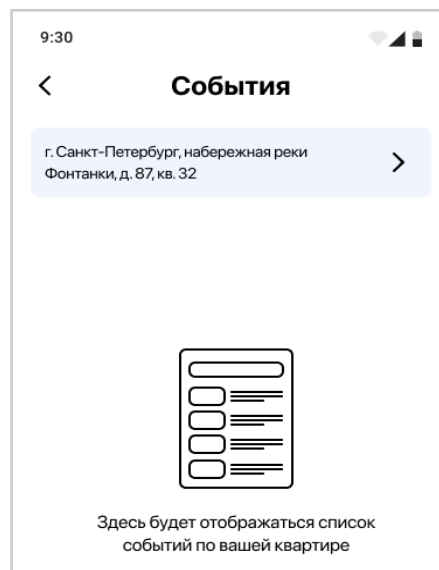 9:30
События
г. Санкт-Петербург, набережная реки
Фонтанки, д. 87, кв. 32
Здесь будет отображаться список
событий по вашей квартире